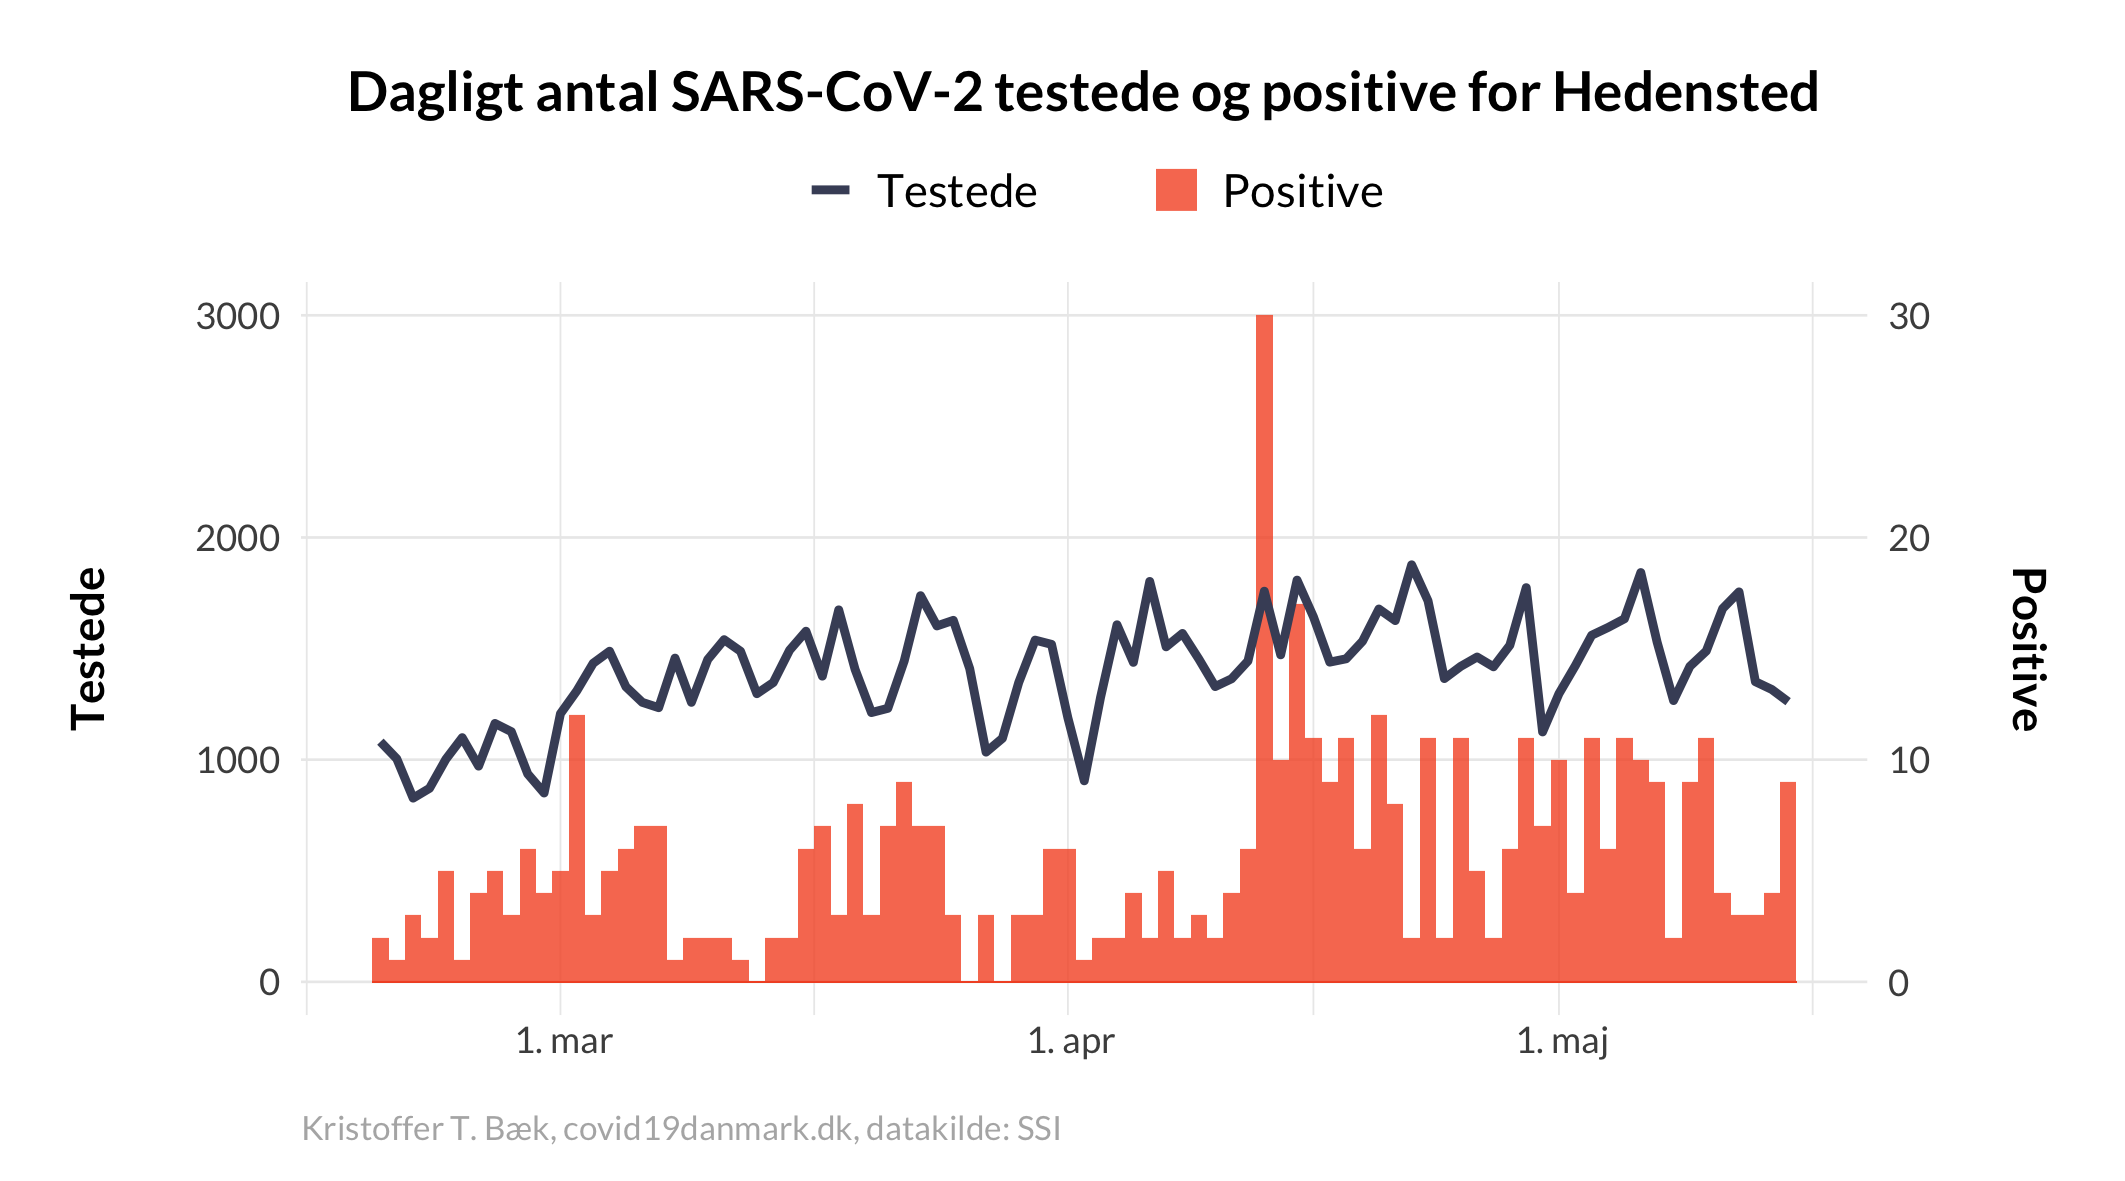 Dagligt antal SARS-CoV-2 testede og positive for Hedensted
Testede Positive
3000 30
2000 20
1000 10
0 0
Testede
Positive
1. mar 1. apr 1. maj
Kristoffer T. Bæk, covid19danmark.dk, datakilde: SSI